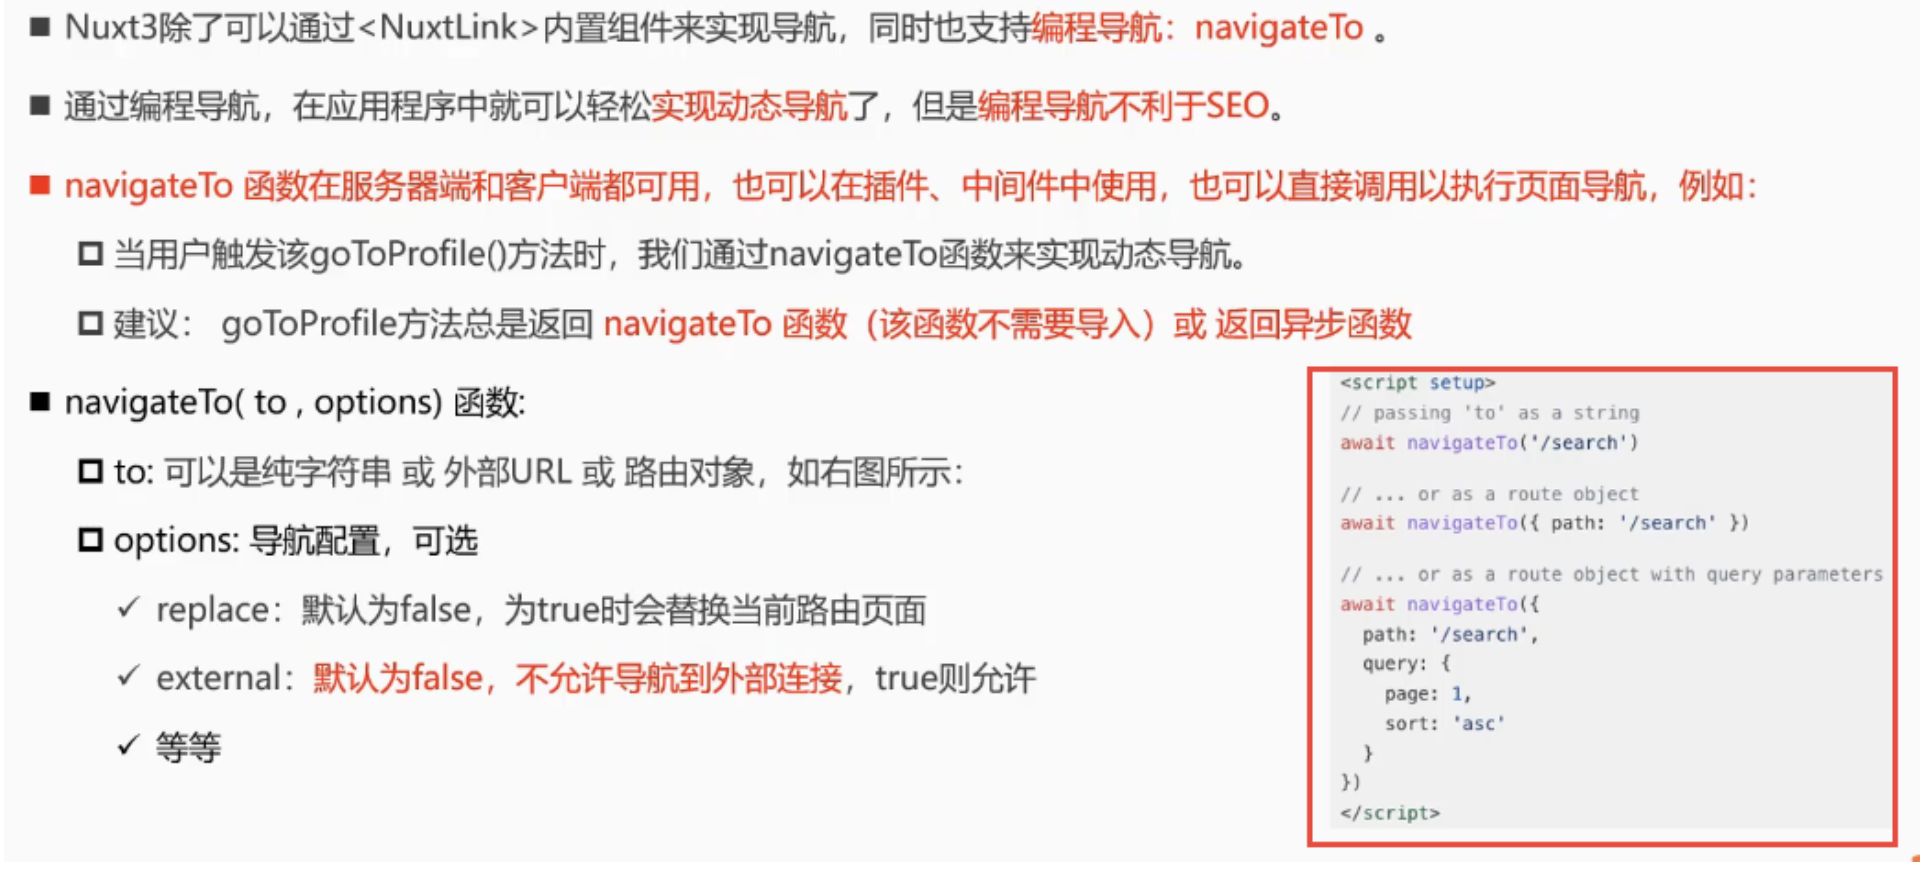 ■ Nuxt3除了可以通过<NuxtLink>内置组件来实现导航，同时也支持编程导航：navigateTo 。
■ 通过编程导航，在应用程序中就可以轻松实现动态导航了，但是编程导航不利于SEO。
■ navigateTo 函数在服务器端和客户端都可用，也可以在插件、中间件中使用，也可以直接调用以执行页面导航，例如：
当用户触发该goToProfile()方法时，我们通过navigateTo函数来实现动态导航。
建议： goToProfile方法总是返回 navigateTo 函数（该函数不需要导入）或 返回异步函数
■ navigateTo( to , options) 函数:
to: 可以是纯字符串 或 外部URL 或 路由对象，如右图所示：
options: 导航配置，可选
✓ replace：默认为false，为true时会替换当前路由页面
✓ external：默认为false，不允许导航到外部连接，true则允许
✓ 等等
<script setup>
// passing 'to' as a string
await navigateTo('/search')
// ... or as a route object
await navigateTo({ path: '/search' })
// ... or as a route object with query parameters
await navigateTo({
path: '/search',
query: {
page: 1,
sort: 'asc'
}
})
</script>